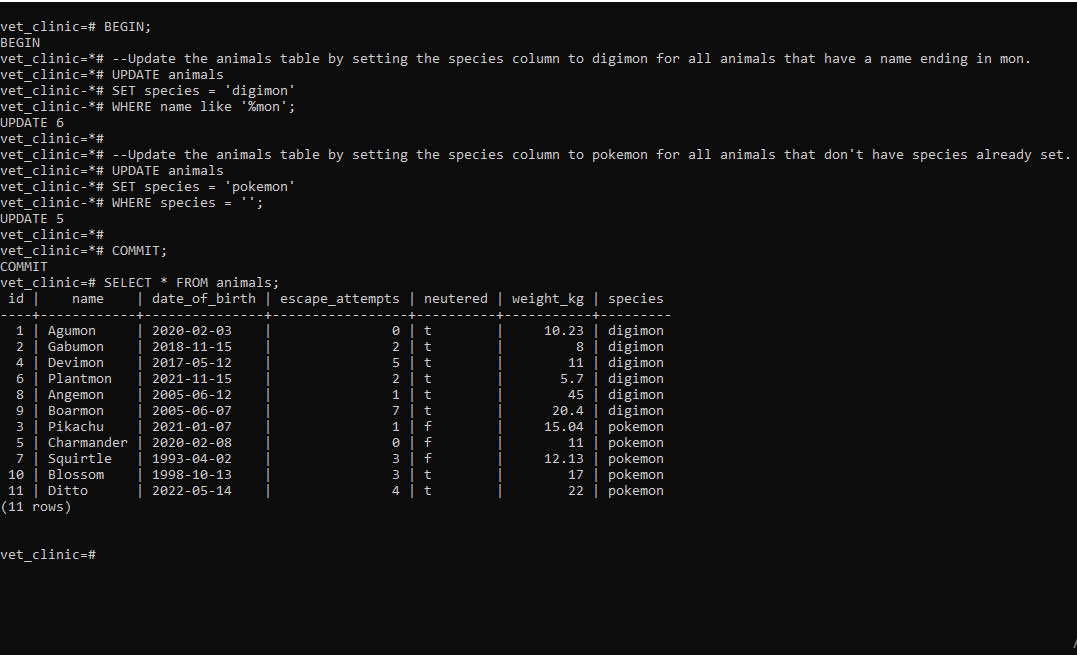 vet_clinic=# BEGIN;
BEGIN
vet_clinic=*# --Update the animals table by setting the species column to digimon for all animals that have a name ending in mon.
vet_clinic=*# UPDATE animals
vet_clinic-*# SET species = 'digimon'
vet_clinic-*# WHERE name like '%mon';
UPDATE 6
vet_clinic=*#
vet_clinic=*# --Update the animals table by setting the species column to pokemon for all animals that don't have species already set.
vet_clinic=*# UPDATE animals
vet_clinic-*# SET species = 'pokemon'
vet_clinic-*# WHERE species = '';
UPDATE 5
vet_clinic=*#
vet_clinic=*# COMMIT;
COMMIT
vet_clinic=# SELECT * FROM animals;
 id |    name    | date_of_birth | escape_attempts | neutered | weight_kg | species
----+------------+---------------+-----------------+----------+-----------+---------
  1 | Agumon     | 2020-02-03    |               0 | t        |     10.23 | digimon
  2 | Gabumon    | 2018-11-15    |               2 | t        |         8 | digimon
  4 | Devimon    | 2017-05-12    |               5 | t        |        11 | digimon
  6 | Plantmon   | 2021-11-15    |               2 | t        |       5.7 | digimon
  8 | Angemon    | 2005-06-12    |               1 | t        |        45 | digimon
  9 | Boarmon    | 2005-06-07    |               7 | t        |      20.4 | digimon
  3 | Pikachu    | 2021-01-07    |               1 | f        |     15.04 | pokemon
  5 | Charmander | 2020-02-08    |               0 | f        |        11 | pokemon
  7 | Squirtle   | 1993-04-02    |               3 | f        |     12.13 | pokemon
 10 | Blossom    | 1998-10-13    |               3 | t        |        17 | pokemon
 11 | Ditto      | 2022-05-14    |               4 | t        |        22 | pokemon
(11 rows)
vet_clinic=#